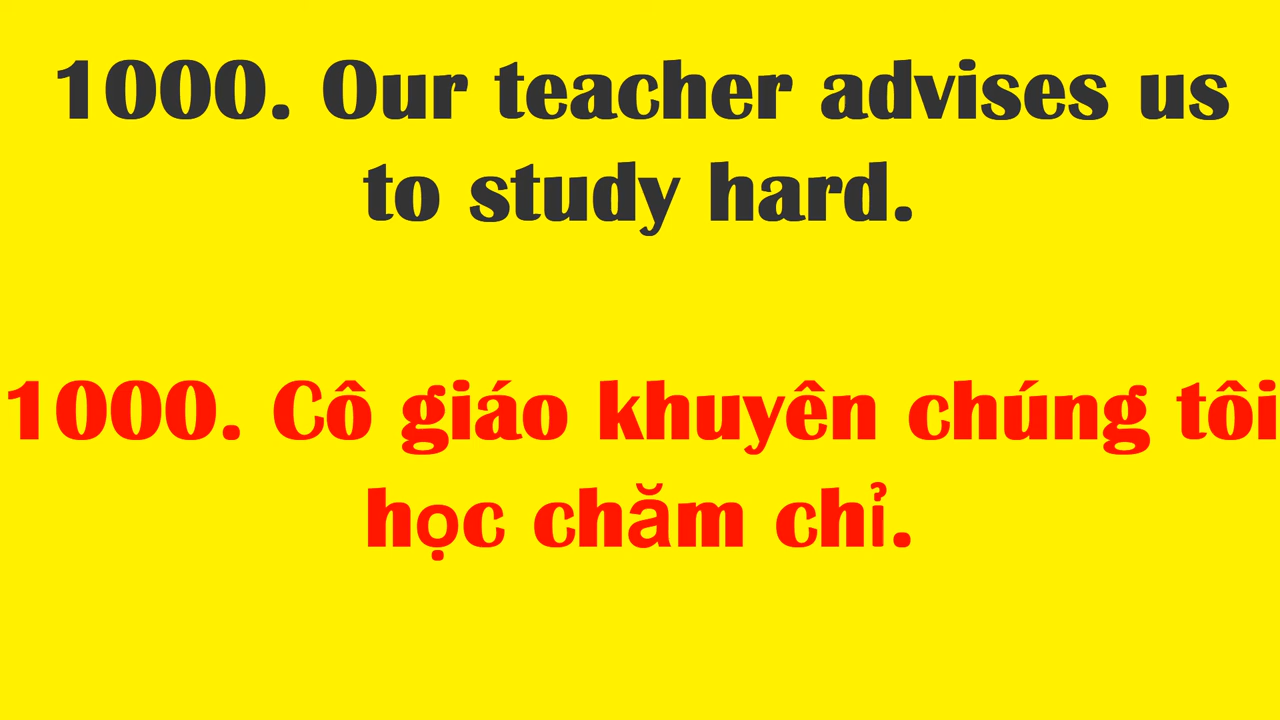 1000. Our teacher advises us
to study hard.
1000. Cô giáo khuyên chúng tôi
học chăm chỉ.